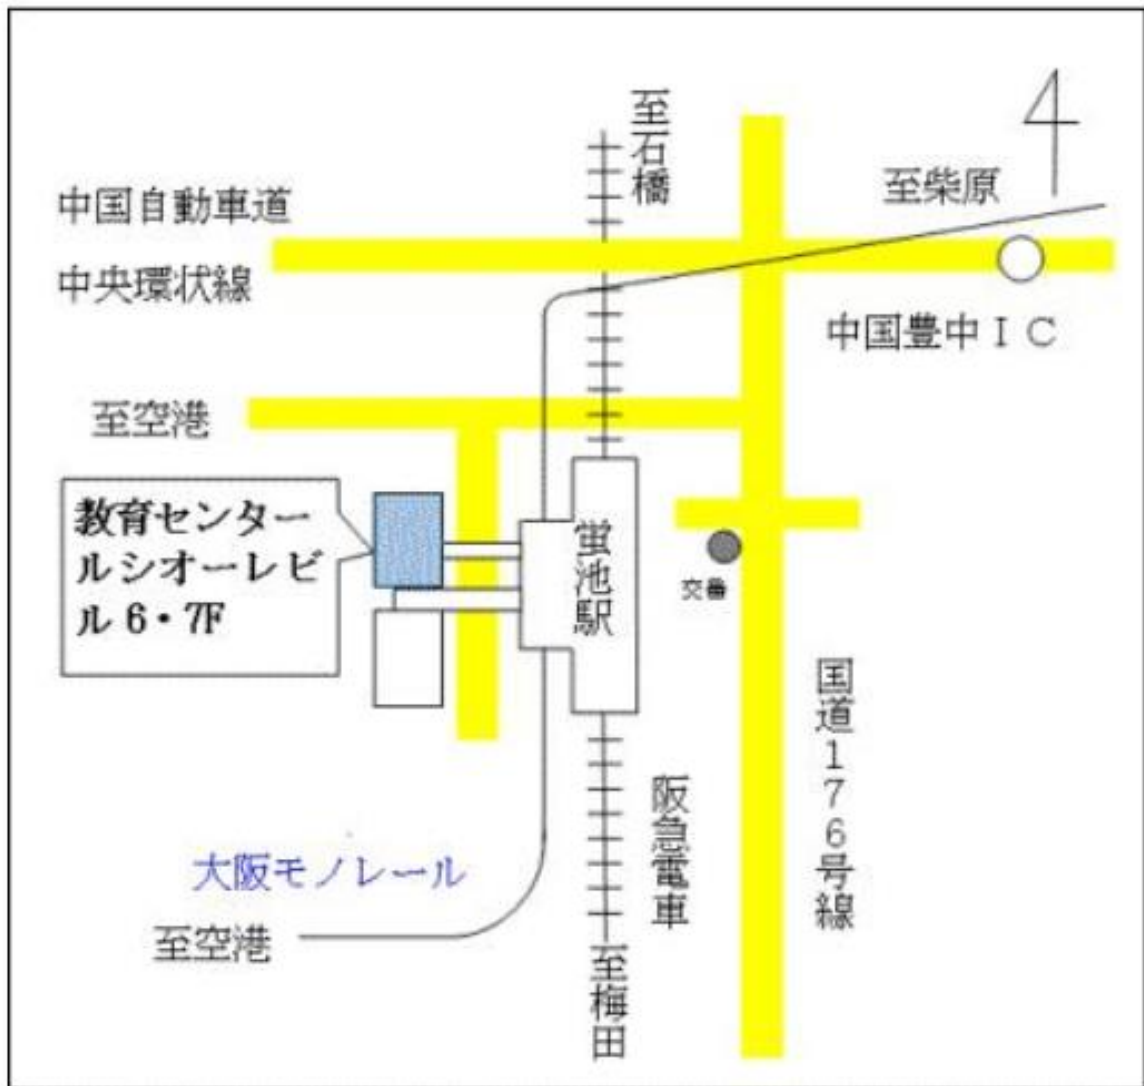 至石橋
至柴原
中国自動車道
中央環状線
中国豊中ＩＣ
至空港
教育センター
ルシオーレビ
ル 6・7F
蛍池駅
交番
国道１７６号線
阪急電車
大阪モノレール
至空港
至梅田